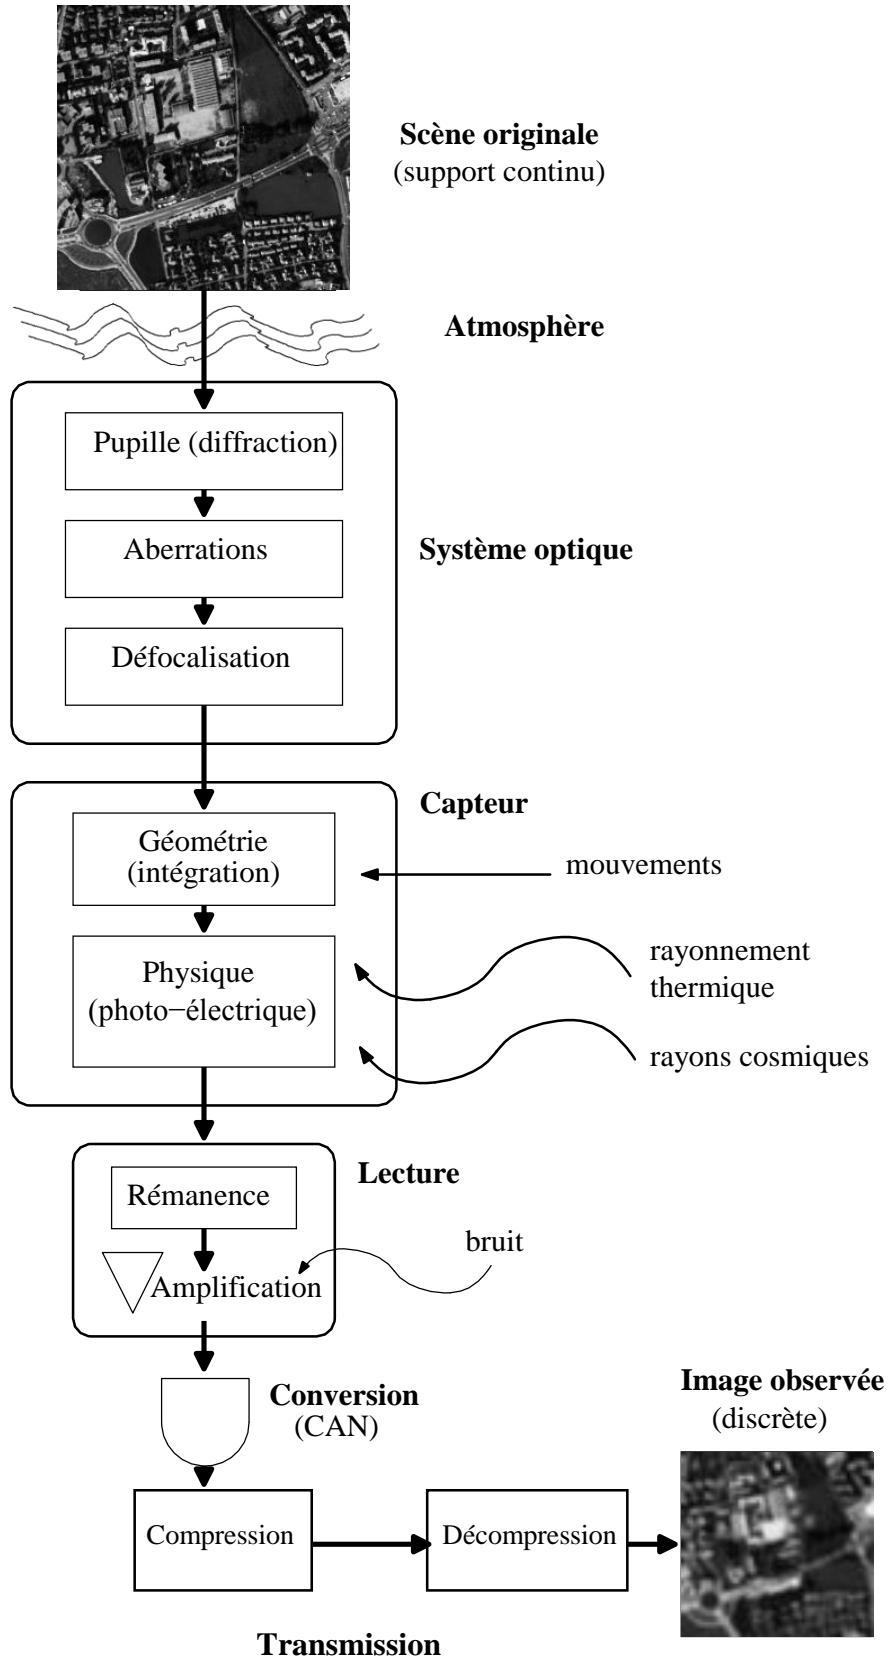 Scène originale
(support continu)
Atmosphère
Pupille (diffraction)
Aberrations
Système optique
Défocalisation
Capteur
Géométrie
(intégration)
mouvements
Physique
(photo−électrique)
rayonnement
thermique
rayons cosmiques
Lecture
Rémanence
bruit
Amplification
Conversion
(CAN)
Image observée
(discrète)
Compression
Décompression
Transmission